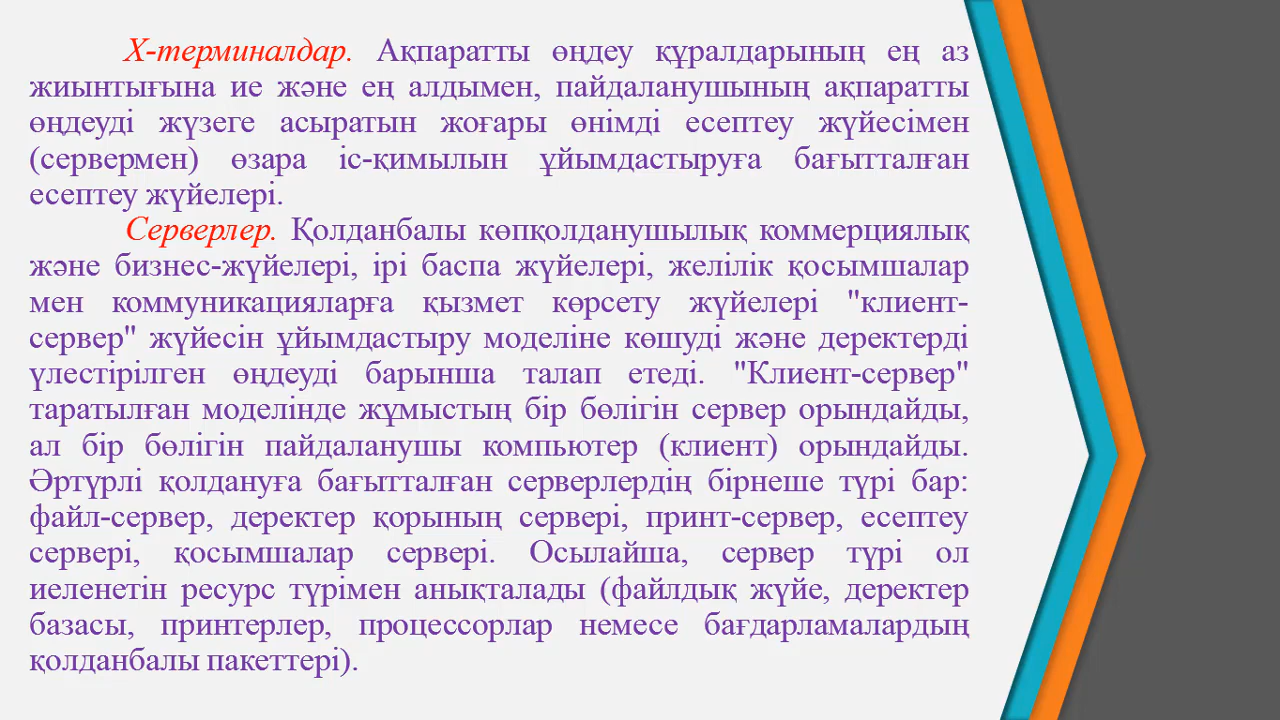 Х-терминалдар. Ақпаратты өңдеу құралдарының ең аз
жиынтығына ие және ең алдымен, пайдаланушының ақпаратты
өңдеуді жүзеге асыратын жоғары өнімді есептеу жүйесімен
(сервермен) өзара іс-қимылын ұйымдастыруға бағытталған
есептеу жүйелері.
Серверлер. Қолданбалы көпқолданушылық коммерциялық
және бизнес-жүйелері, ірі баспа жүйелері, желілік қосымшалар
мен коммуникацияларға қызмет көрсету жүйелері "клиент-
сервер" жүйесін ұйымдастыру моделіне көшуді және деректерді
үлестірілген өңдеуді барынша талап етеді. "Клиент-сервер"
таратылған моделінде жұмыстың бір бөлігін сервер орындайды,
ал бір бөлігін пайдаланушы компьютер (клиент) орындайды.
Әртүрлі қолдануға бағытталған серверлердің бірнеше түрі бар:
файл-сервер, деректер қорының сервері, принт-сервер, есептеу
сервері, қосымшалар сервері. Осылайша, сервер түрі ол
иеленетін ресурс түрімен анықталады (файлдық жүйе, деректер
базасы, принтерлер, процессорлар немесе бағдарламалардың
қолданбалы пакеттері).